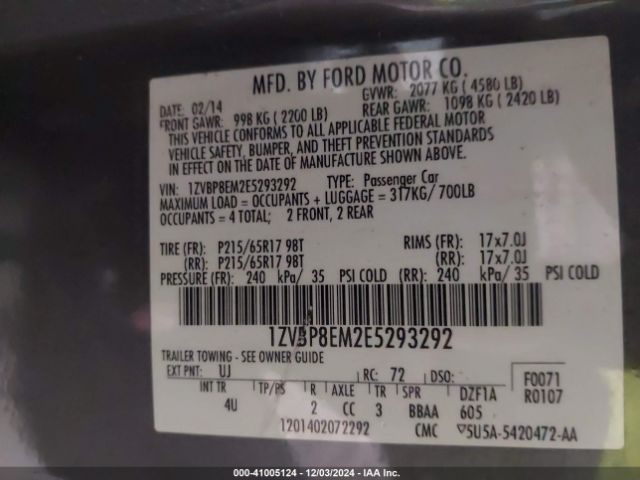 MFD. BY FORD MOTOR CO.
DATE: 02/14 GVWR: 2077 KG ( 4580 LB)
FRONT GAWR: 998 KG ( 2200 LB) REAR GAWR: 1098 KG ( 2420 LB)
THIS VEHICLE CONFORMS TO ALL APPLICABLE FEDERAL MOTOR
VEHICLE SAFETY, BUMPER, AND THEFT PREVENTION STANDARDS
IN EFFECT ON THE DATE OF MANUFACTURE SHOWN ABOVE.
VIN: 1ZVBP8EM2E5293292 TYPE: Passenger Car
MAXIMUM LOAD = OCCUPANTS + LUGGAGE = 317KG/ 700LB
OCCUPANTS = 4 TOTAL; 2 FRONT, 2 REAR
TIRE (FR): P215/65R17 98T RIMS (FR): 17x7.0J
(RR): P215/65R17 98T (RR): 17x7.0J
PRESSURE (FR): 240 kPa/ 35 PSI COLD (RR): 240 kPa/ 35 PSI COLD
1ZVBP8EM2E5293292
TRAILER TOWING - SEE OWNER GUIDE
EXT PNT: UJ RC: 72 DSO: F0071
INT TR TP/PS R AXLE TR SPR DZF1A R0107
4U 2 CC 3 BBAA 605
1201402072292 CMC ▽5U5A-5420472-AA
000-41005124 - 12/03/2024 - IAA Inc.